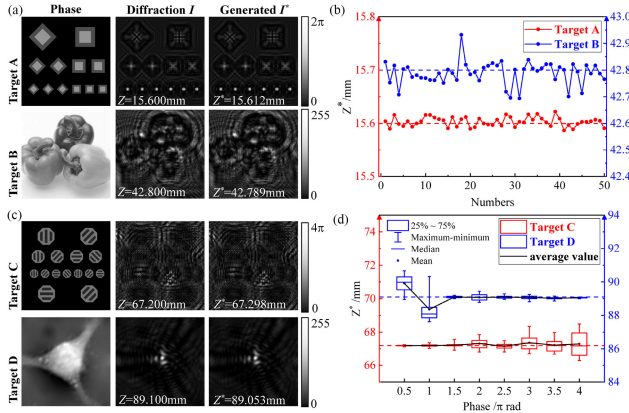 (a) Phase Diffraction I Generated I*
Target A
Z=15.600mm
Z*=15.612mm
2π
0
Target B
Z=42.800mm
Z*=42.789mm
255
0
(b)
Target A
Target B
Z*/mm
15.8
15.7
15.6
15.5
43.0
42.9
42.8
42.7
42.6
42.5
42.4
0 10 20 30 40 50
Numbers
(c)
Target C
Z=67.200mm
Z*=67.298mm
4π
0
Target D
Z=89.100mm
Z*=89.053mm
255
0
(d)
25% ~ 75%
Maximum-minimum
Median
Mean
Target C
Target D
average value
Z* /mm
74
72
70
68
66
94
92
90
88
86
0.5 1 1.5 2 2.5 3 3.5 4
Phase /π rad